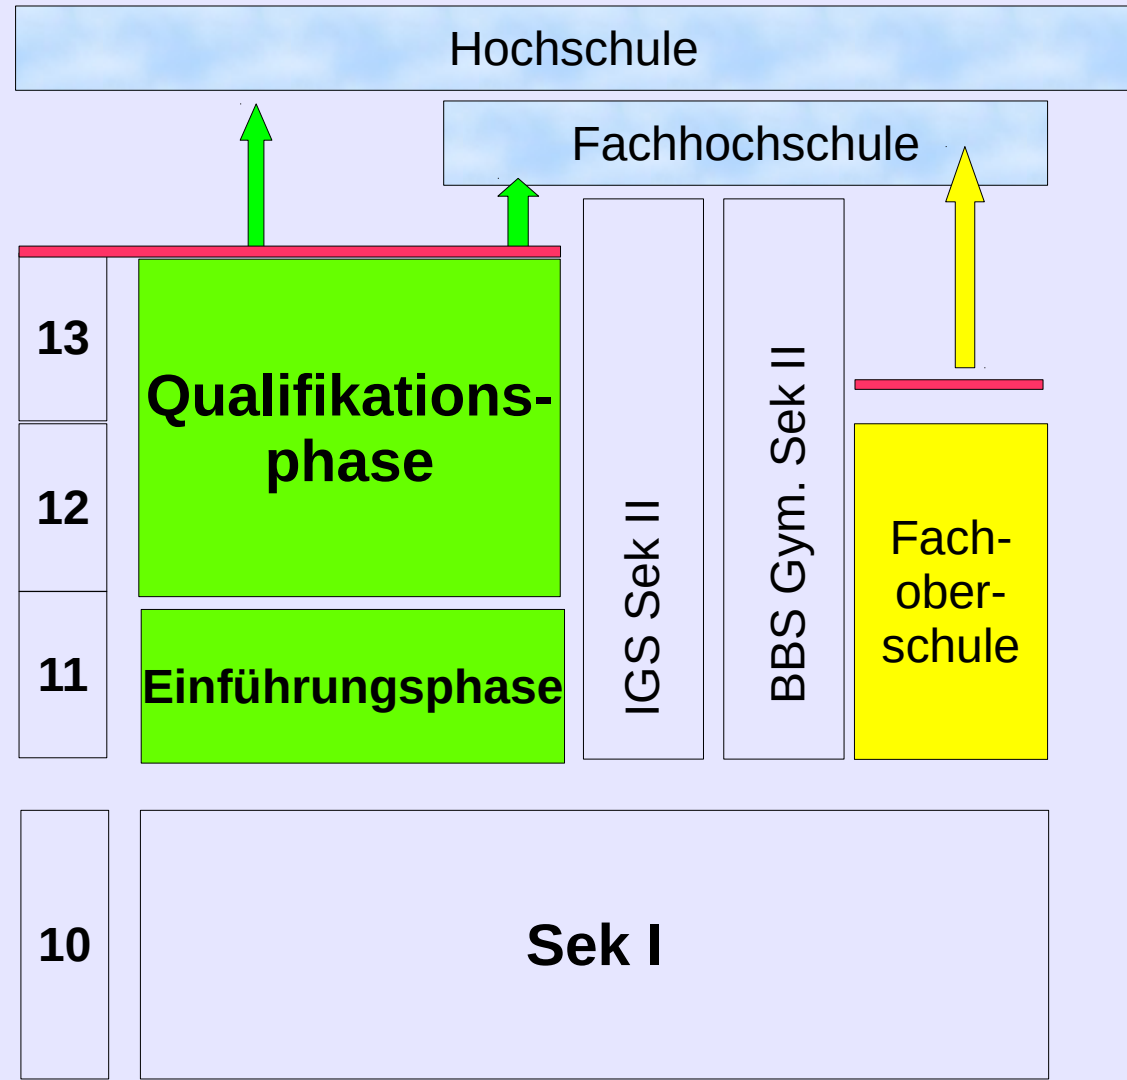 Hochschule
Fachhochschule
13
Qualifikations-
phase
12
11
Einführungsphase
IGS Sek II
BBS Gym. Sek II
Fach-
ober-
schule
10
Sek I